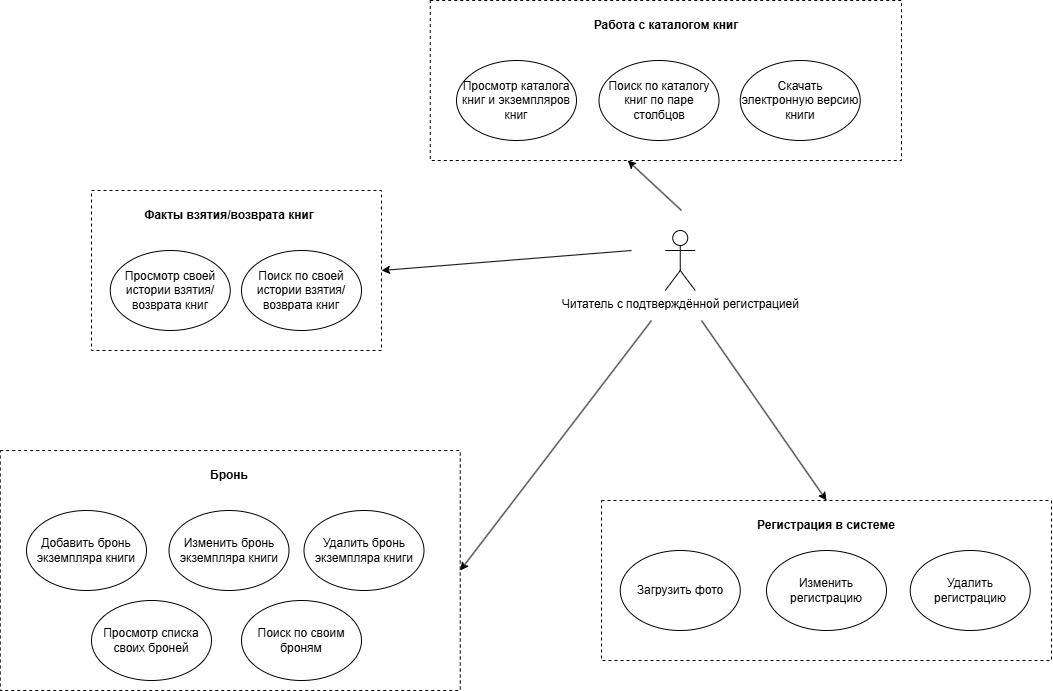 Работа с каталогом книг
Просмотр каталога
книг и экземпляров
книг
Поиск по каталогу
книг по паре
столбцов
Скачать
электронную версию
книги
Факты взятия/возврата книг
Просмотр своей
истории взятия/
возврата книг
Поиск по своей
истории взятия/
возврата книг
Читатель с подтверждённой регистрацией
Бронь
Добавить бронь
экземпляра книги
Изменить бронь
экземпляра книги
Удалить бронь
экземпляра книги
Просмотр списка
своих броней
Поиск по своим
броням
Регистрация в системе
Загрузить фото
Изменить
регистрацию
Удалить
регистрацию